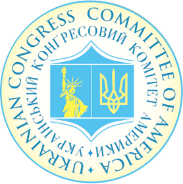 UKRAINIAN CONGRESS COMMITTEE OF AMERICA
УКРАЇНСЬКИЙ КОНГРЕСОВИЙ КОМІТЕТ АМЕРИКИ